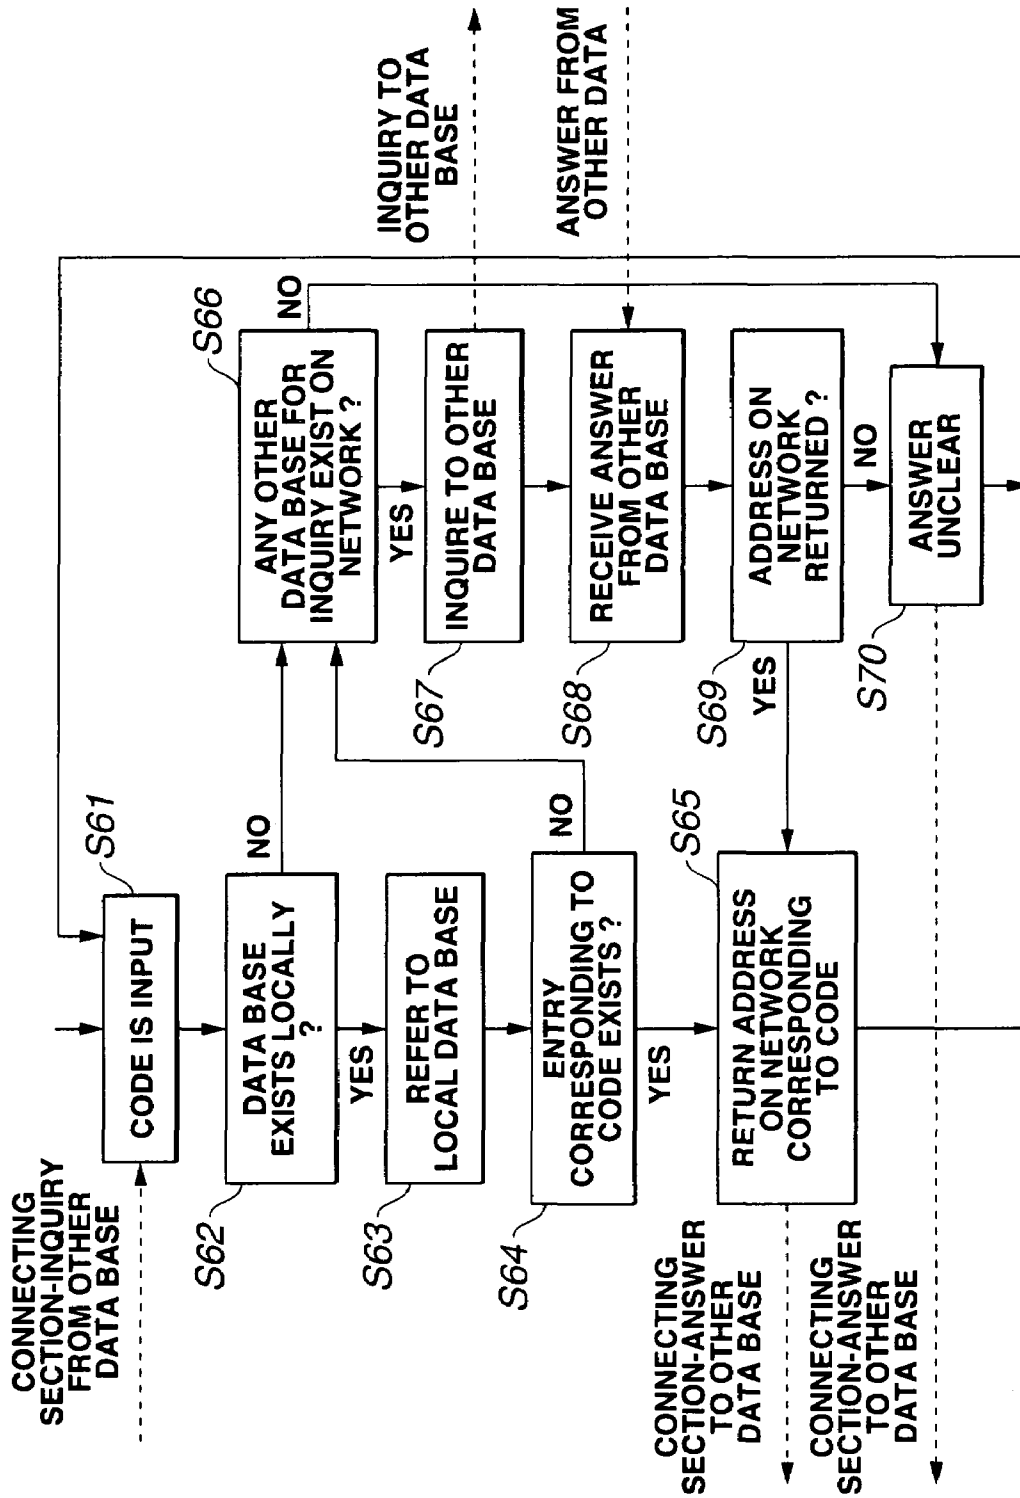 CONNECTING
SECTION-INQUIRY
FROM OTHER
DATA BASE
S61
CODE IS INPUT
S62
DATA BASE
EXISTS LOCALLY
?
NO
YES
S63
REFER TO
LOCAL DATA BASE
S64
ENTRY
CORRESPONDING TO
CODE EXISTS ?
NO
YES
S65
RETURN ADDRESS
ON NETWORK
CORRESPONDING
TO CODE
CONNECTING
SECTION-ANSWER
TO OTHER
DATA BASE
CONNECTING
SECTION-ANSWER
TO OTHER
DATA BASE
S66
ANY OTHER
DATA BASE FOR
INQUIRY EXIST ON
NETWORK ?
NO
YES
INQUIRY TO
OTHER DATA
BASE
S67
INQUIRE TO OTHER
DATA BASE
S68
RECEIVE ANSWER
FROM OTHER
DATA BASE
ANSWER FROM
OTHER DATA
S69
ADDRESS ON
NETWORK
RETURNED ?
YES
NO
S70
ANSWER
UNCLEAR